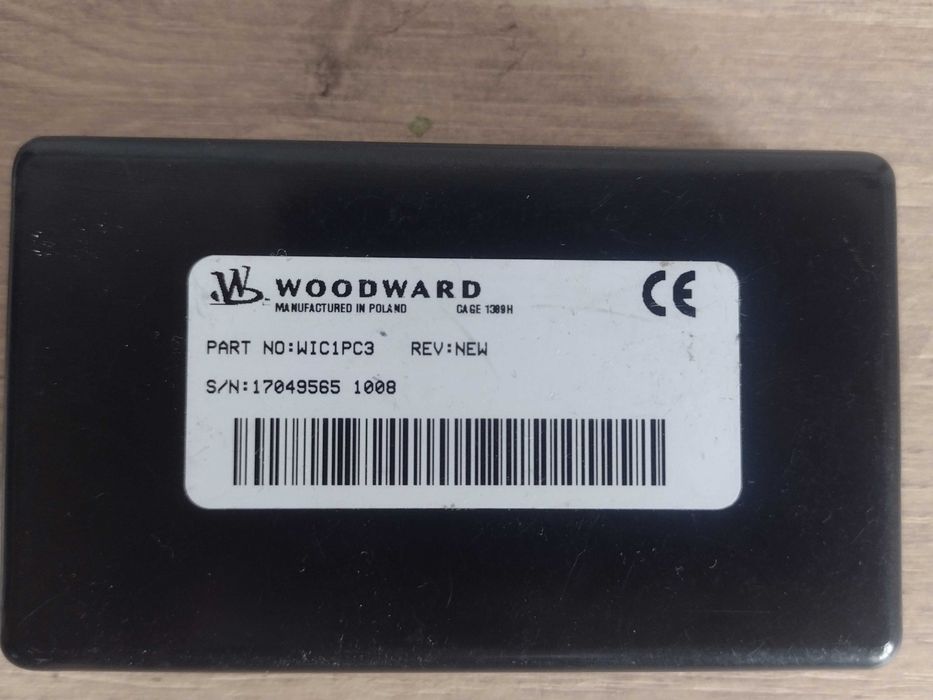 W WOODWARD
MANUFACTURED IN POLAND CAGE 1389H
PART NO:WIC1PC3 REV:NEW
S/N:17049565 1008
CE